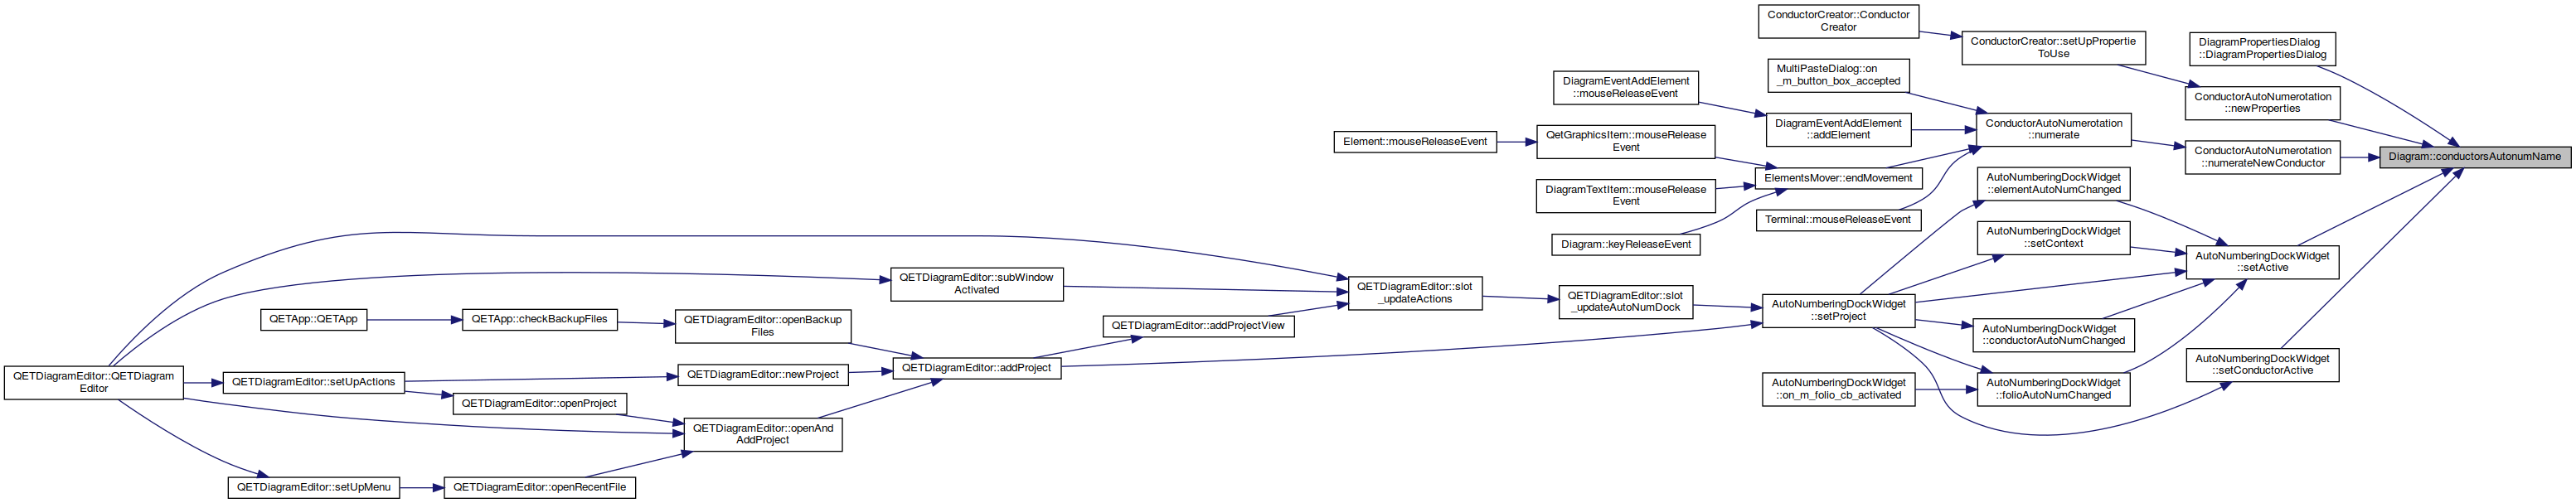 ConductorCreator::Conductor
Creator
ConductorCreator::setUpPropertie
ToUse
DiagramPropertiesDialog
::DiagramPropertiesDialog
MultiPasteDialog::on
_m_button_box_accepted
DiagramEventAddElement
::mouseReleaseEvent
ConductorAutoNumerotation
::newProperties
DiagramEventAddElement
::addElement
ConductorAutoNumerotation
::numerate
Element::mouseReleaseEvent
QetGraphicsItem::mouseRelease
Event
ConductorAutoNumerotation
::numerateNewConductor
Diagram::conductorsAutonumName
ElementsMover::endMovement
AutoNumberingDockWidget
::elementAutoNumChanged
DiagramTextItem::mouseRelease
Event
Terminal::mouseReleaseEvent
Diagram::keyReleaseEvent
AutoNumberingDockWidget
::setContext
AutoNumberingDockWidget
::setActive
QETDiagramEditor::subWindow
Activated
QETDiagramEditor::slot
_updateActions
QETDiagramEditor::slot
_updateAutoNumDock
AutoNumberingDockWidget
::setProject
QETApp::QETApp
QETApp::checkBackupFiles
QETDiagramEditor::openBackup
Files
QETDiagramEditor::addProjectView
AutoNumberingDockWidget
::conductorAutoNumChanged
QETDiagramEditor::QETDiagram
Editor
QETDiagramEditor::setUpActions
QETDiagramEditor::newProject
QETDiagramEditor::addProject
AutoNumberingDockWidget
::setConductorActive
AutoNumberingDockWidget
::on_m_folio_cb_activated
AutoNumberingDockWidget
::folioAutoNumChanged
QETDiagramEditor::openProject
QETDiagramEditor::openAnd
AddProject
QETDiagramEditor::setUpMenu
QETDiagramEditor::openRecentFile